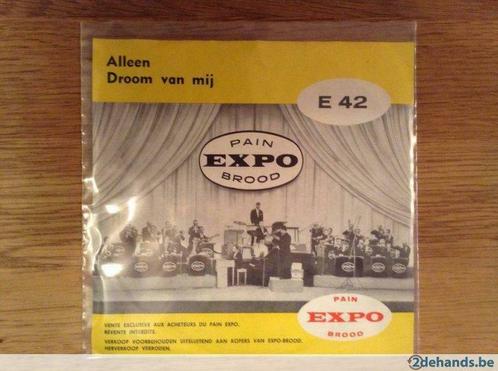 Alleen
Droom van mij
E 42
PAIN
EXPO
BROOD
PAIN
EXPO
BROOD
VENTE EXCLUSIVE AUX ACHETEURS DU PAIN EXPO.
REVENTE INTERDITE.
VERKOOP VOORBEHOUDEN UITSLUITEND AAN KOPERS VAN EXPO-BROOD.
HERVERKOOP VERBODEN.
2dehands.be